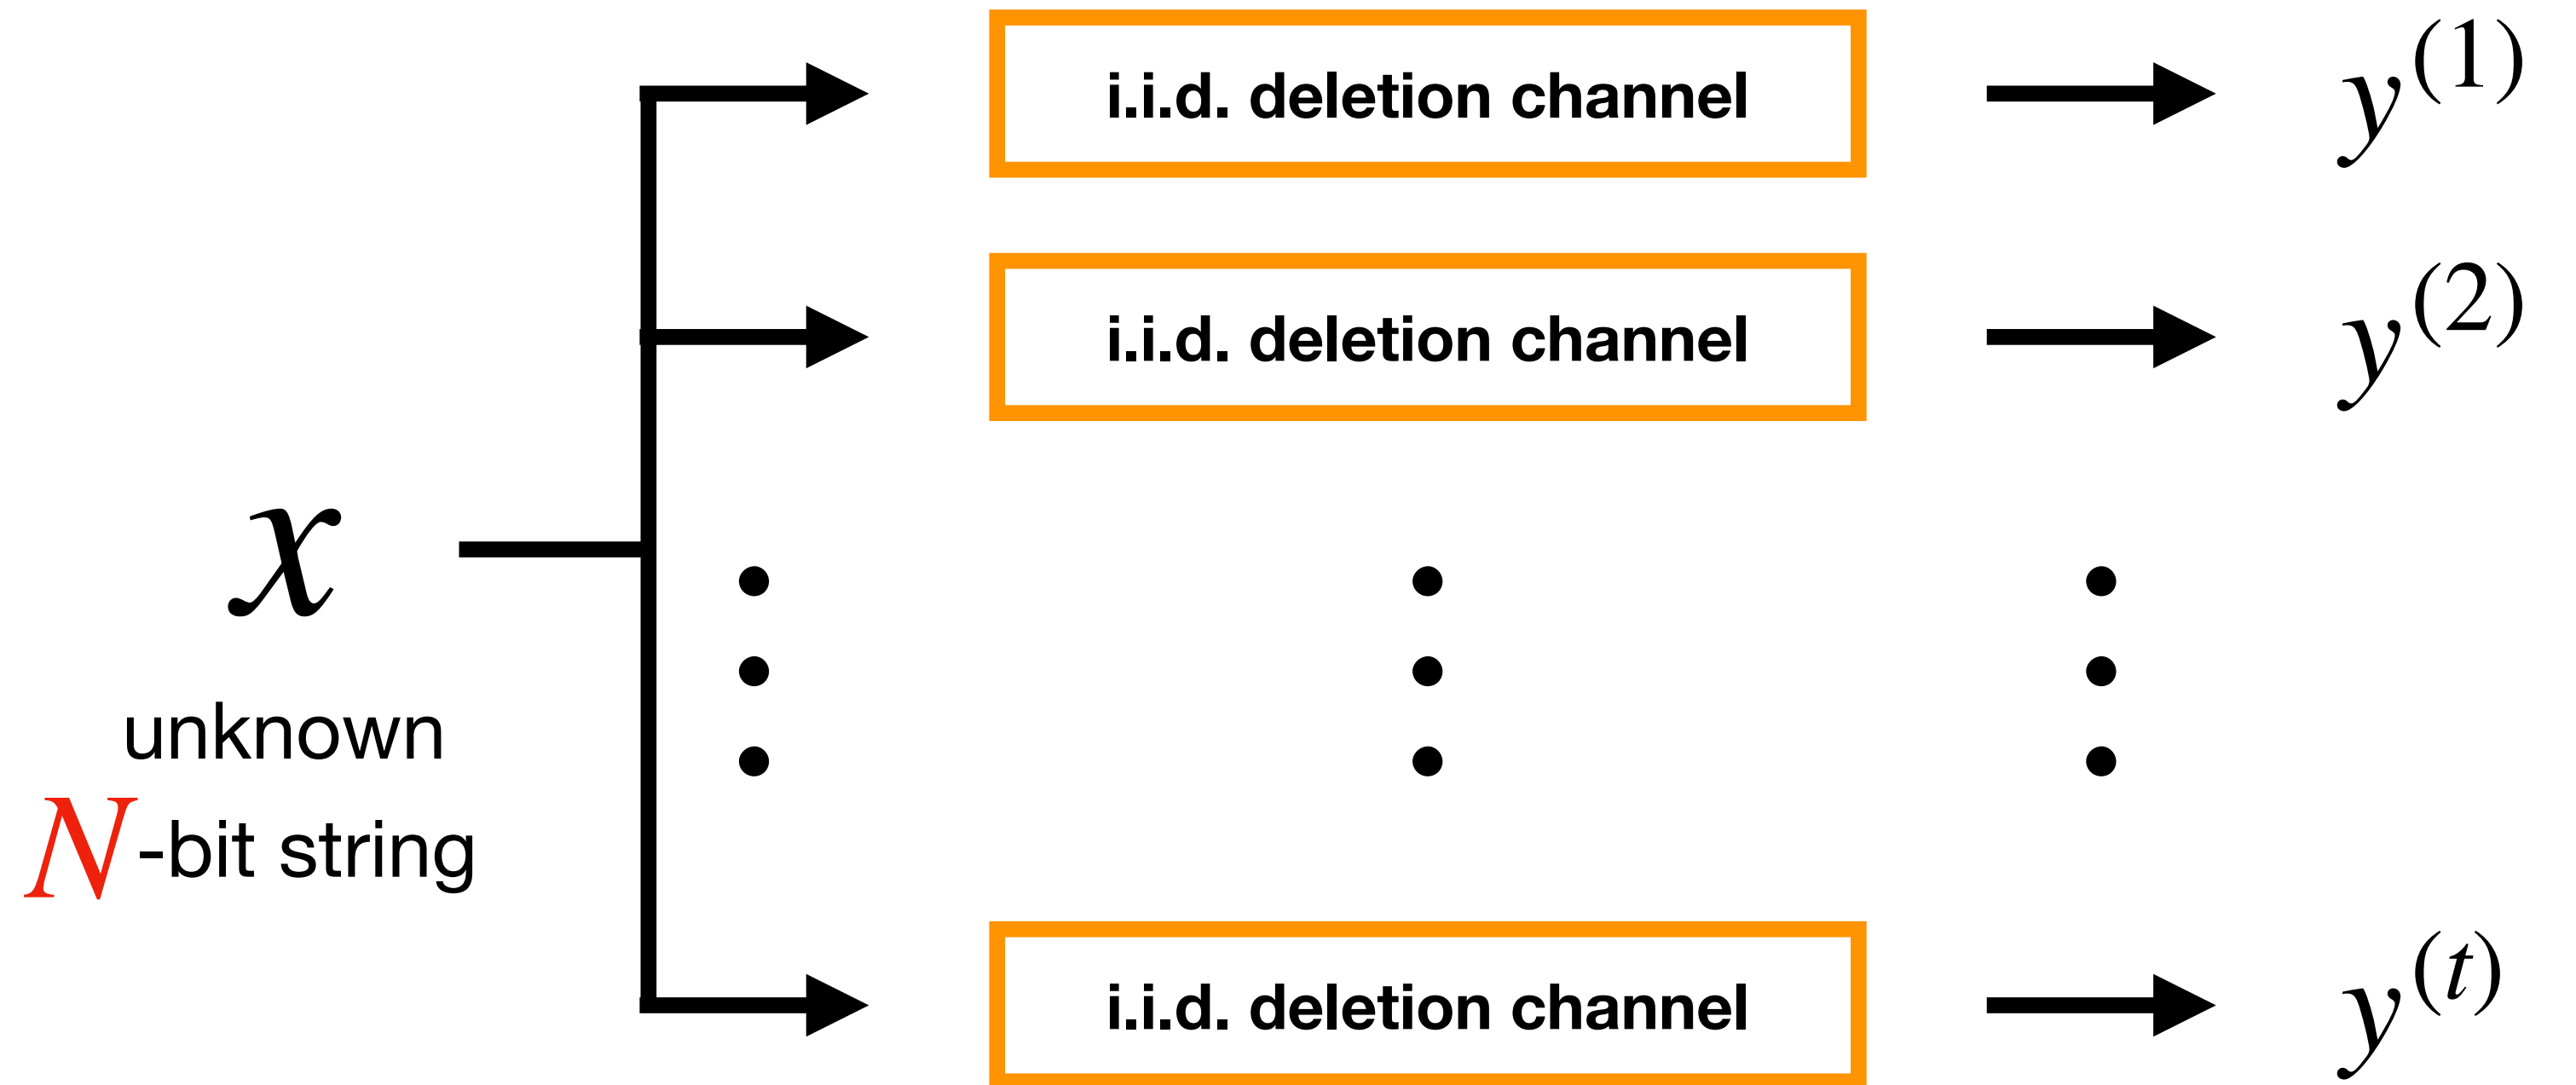 i.i.d. deletion channel
y^(1)
i.i.d. deletion channel
y^(2)
x
unknown
N-bit string
i.i.d. deletion channel
y^(t)